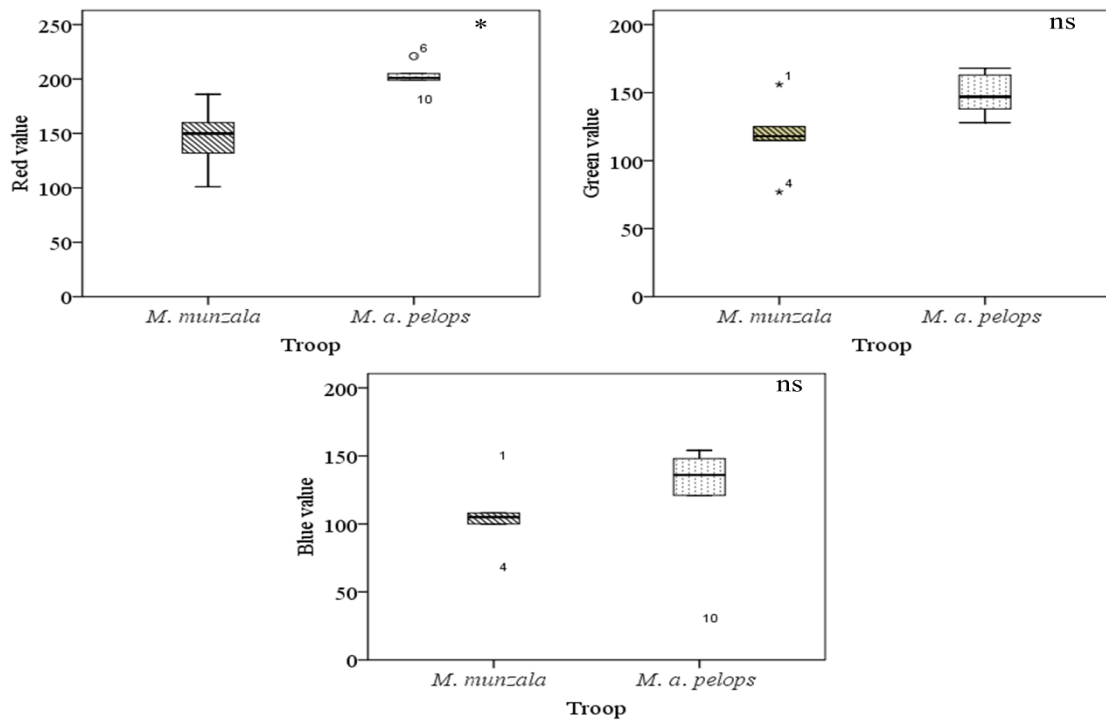 250
200
150
100
50
0
Red value
*
6
10
M. munzala M. a. pelops
Troop
200
150
100
50
0
Green value
ns
1
4
M. munzala M. a. pelops
Troop
200
150
100
50
0
Blue value
ns
1
4
10
M. munzala M. a. pelops
Troop